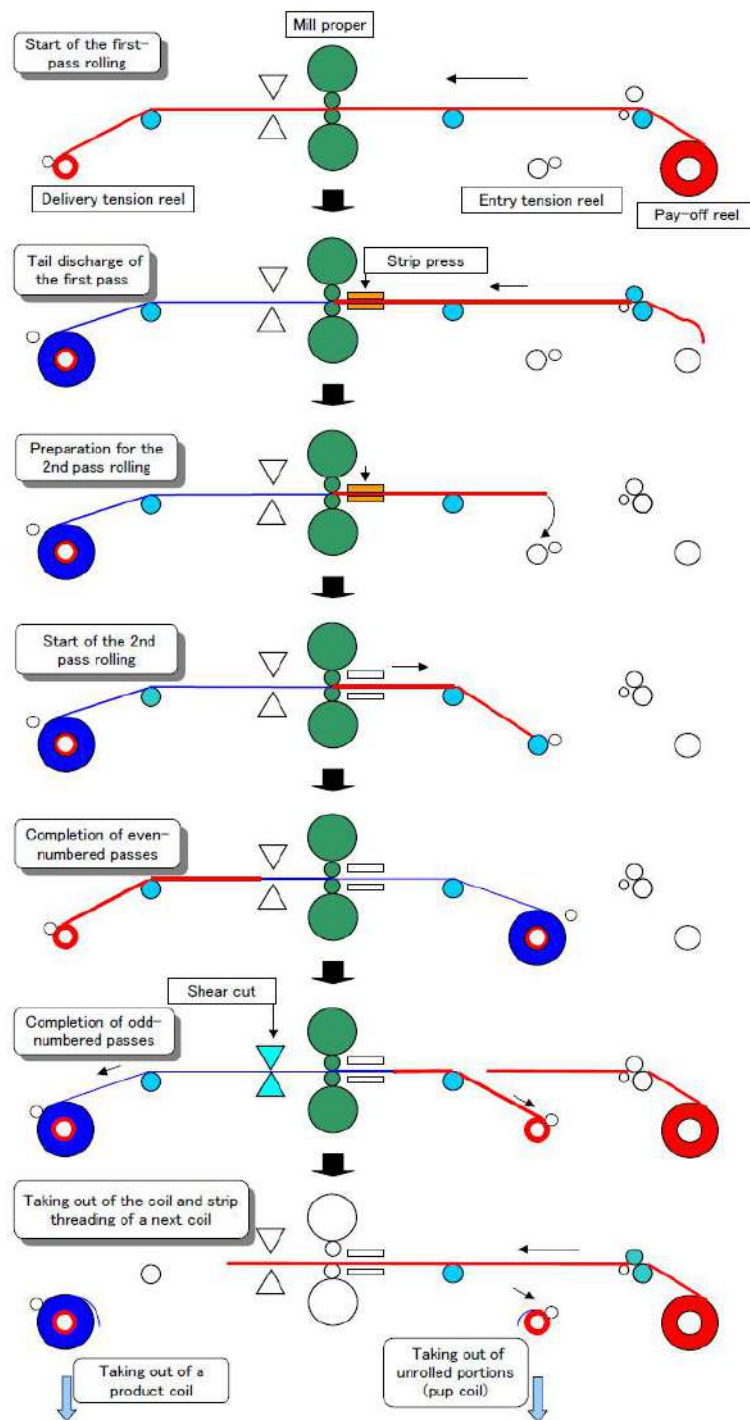 Mill proper
Start of the first-
pass rolling
Delivery tension reel
Entry tension reel
Pay-off reel
Tail discharge of
the first pass
Strip press
Preparation for the
2nd pass rolling
Start of the 2nd
pass rolling
Completion of even-
numbered passes
Shear cut
Completion of odd-
numbered passes
Taking out of the coil and strip
threading of a next coil
Taking out of a
product coil
Taking out of
unrolled portions
(pup coil)